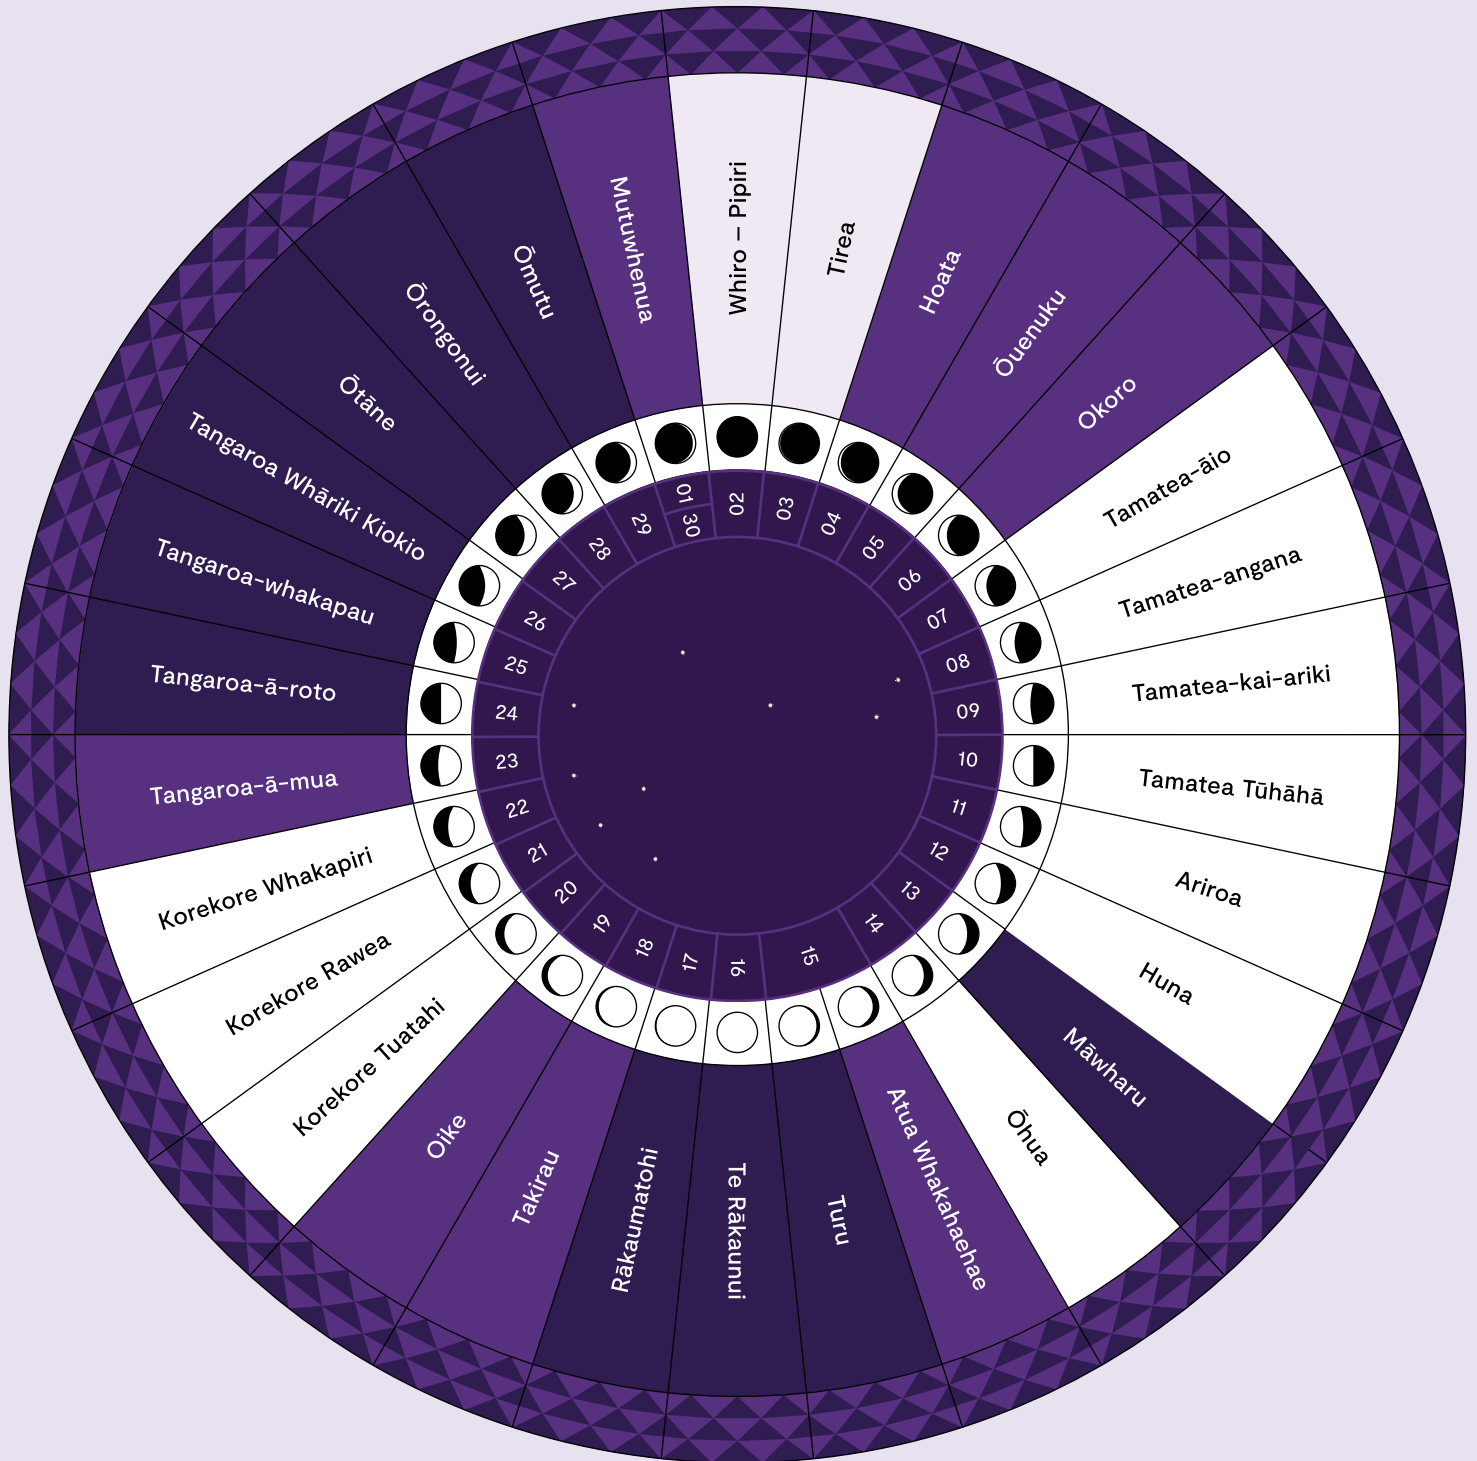 Whiro – Pipiri
Tirea
Hoata
Ōuenuku
Okoro
Tamatea-āio
Tamatea-angana
Tamatea-kai-ariki
Tamatea Tūhāhā
Ariroa
Huna
Māwharu
Ōhua
Atua Whakahaehae
Turu
Te Rākaunui
Rākaumatohi
Takirau
Oike
Korekore Tuatahi
Korekore Rawea
Korekore Whakapiri
Tangaroa-ā-mua
Tangaroa-ā-roto
Tangaroa-whakapau
Tangaroa Whāriki Kiokio
Ōtāne
Ōrongonui
Ōmutu
Mutuwhenua
01
02
03
04
05
06
07
08
09
10
11
12
13
14
15
16
17
18
19
20
21
22
23
24
25
26
27
28
29
30